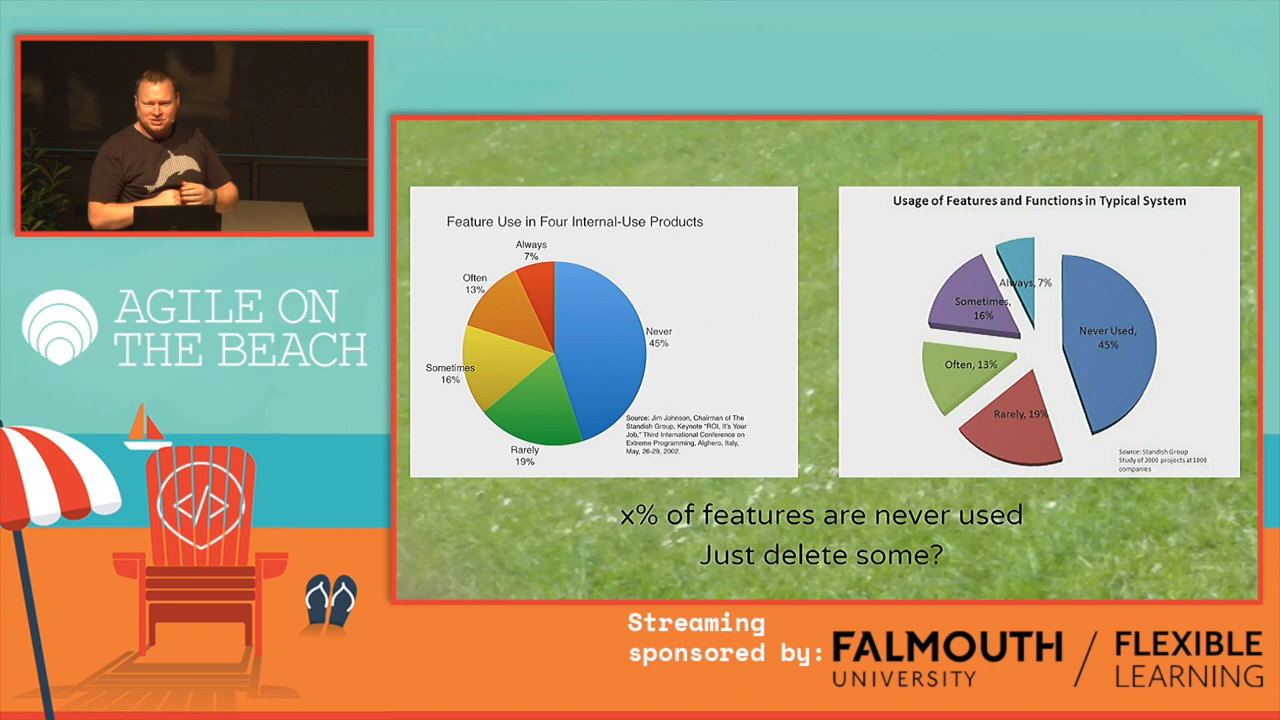 AGILE ON
THE BEACH
</>
Feature Use in Four Internal-Use Products
Always
7%
Often
13%
Never
45%
Sometimes
16%
Rarely
19%
Source: Jim Johnson, Chairman of The
Standish Group, Keynote “ROI, It’s Your
Job,” Third International Conference on
Extreme Programming, Alghero, Italy,
May, 26-29, 2002.
Usage of Features and Functions in Typical System
Always, 7%
Sometimes,
16%
Never Used,
45%
Often, 13%
Rarely, 19%
Source: Standish Group
Study of 2000 projects at 1000
companies
x% of features are never used
Just delete some?
Streaming
sponsored by:
FALMOUTH
UNIVERSITY
/
FLEXIBLE
LEARNING